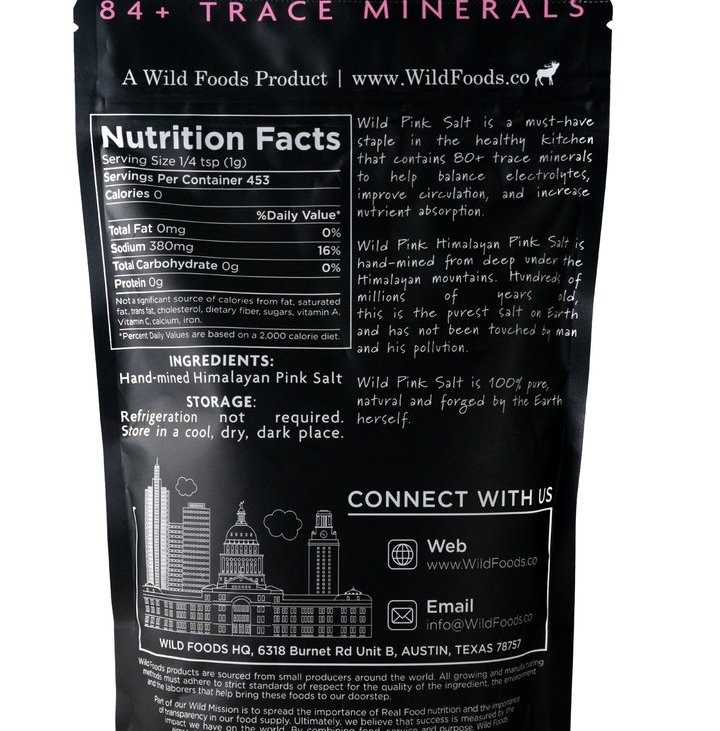 84+ TRACE MINERALS
A Wild Foods Product | www.WildFoods.co
Nutrition Facts
Serving Size 1/4 tsp (1g)
Servings Per Container 453
Calories 0
%Daily Value*
Total Fat 0mg 0%
Sodium 380mg 16%
Total Carbohydrate 0g 0%
Protein 0g
Not a significant source of calories from fat, saturated
fat, trans fat, cholesterol, dietary fiber, sugars, vitamin A,
Vitamin C, calcium, iron.
*Percent Daily Values are based on a 2,000 calorie diet.
INGREDIENTS:
Hand-mined Himalayan Pink Salt
STORAGE:
Refrigeration not required.
Store in a cool, dry, dark place.
Wild Pink Salt is a must-have
staple in the healthy kitchen
that contains 80+ trace minerals
to help balance electrolytes,
improve circulation, and increase
nutrient absorption.
Wild Pink Himalayan Pink Salt is
hand-mined from deep under the
Himalayan mountains. Hundreds of
millions of years old,
this is the purest salt on Earth
and has not been touched by man
and his pollution.
Wild Pink Salt is 100% pure,
natural and forged by the Earth
herself.
CONNECT WITH US
Web
www.WildFoods.co
Email
info@WildFoods.co
WILD FOODS HQ, 6318 Burnet Rd Unit B, AUSTIN, TEXAS 78757
Wild Foods products are sourced from small producers around the world. All growing and manufacturing
methods must adhere to strict standards of respect for the quality of the ingredient, the environment
and the laborers that help bring these foods to our doorstep.
Part of our Wild Mission is to spread the importance of Real Food nutrition and the importance
of transparency in our food supply. Ultimately, we believe that success is measured by the
impact we have on the world. By combining food, service and purpose, Wild Foods